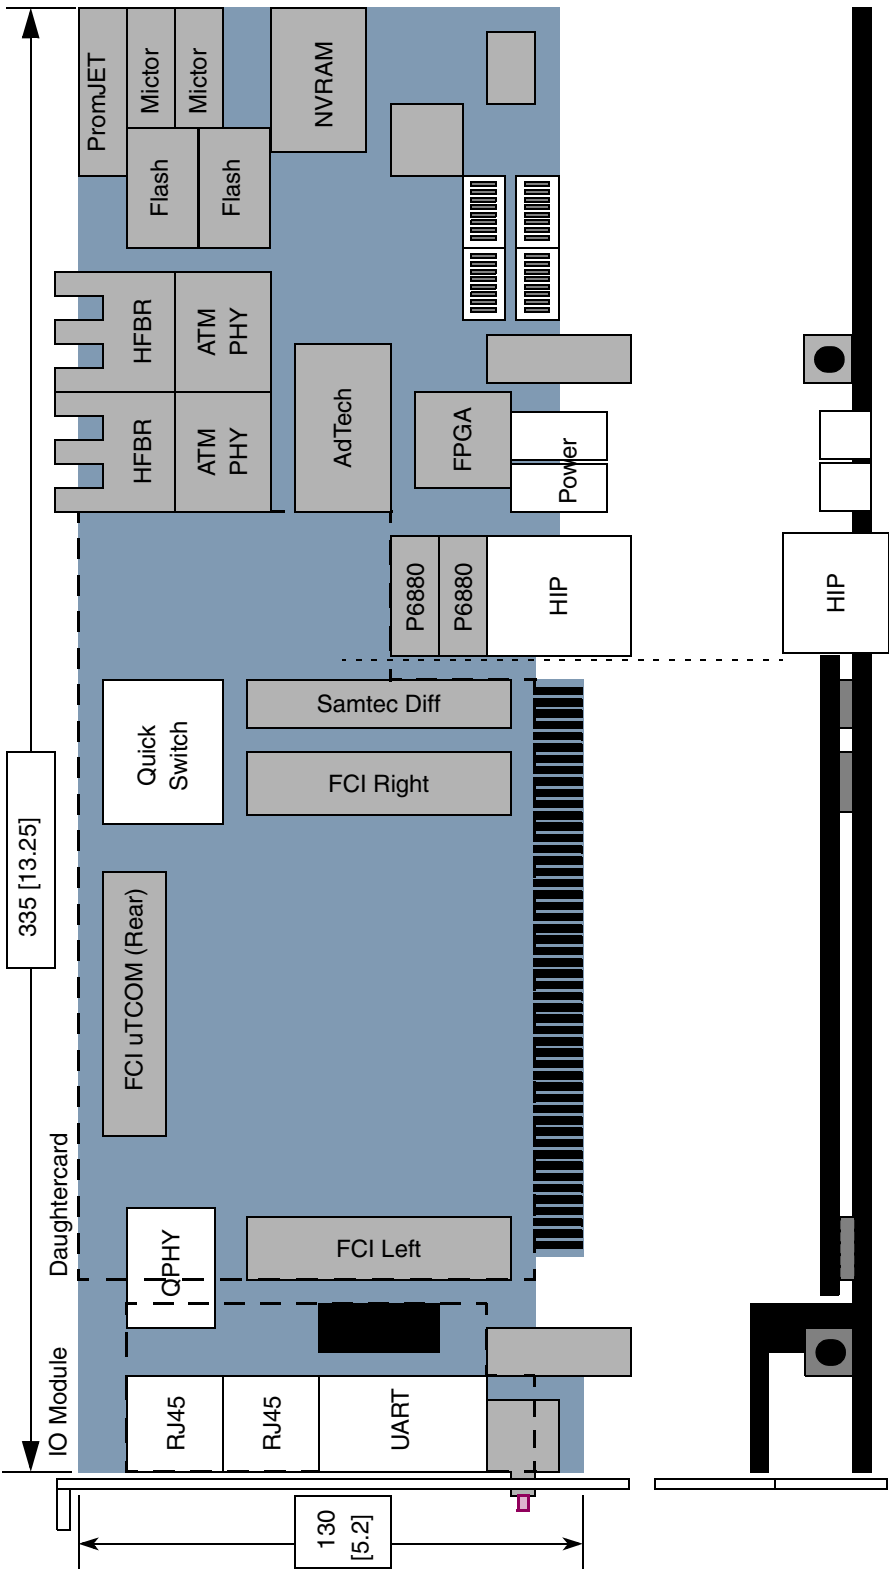 PromJET
Mictor
Mictor
NVRAM
Flash
Flash
HFBR
ATM
PHY
HFBR
ATM
PHY
AdTech
FPGA
Power
P6880
P6880
HIP
HIP
Quick
Switch
Samtec Diff
FCI Right
335 [13.25]
FCI uTCOM (Rear)
Daughtercard
QPHY
FCI Left
IO Module
RJ45
RJ45
UART
130
[5.2]